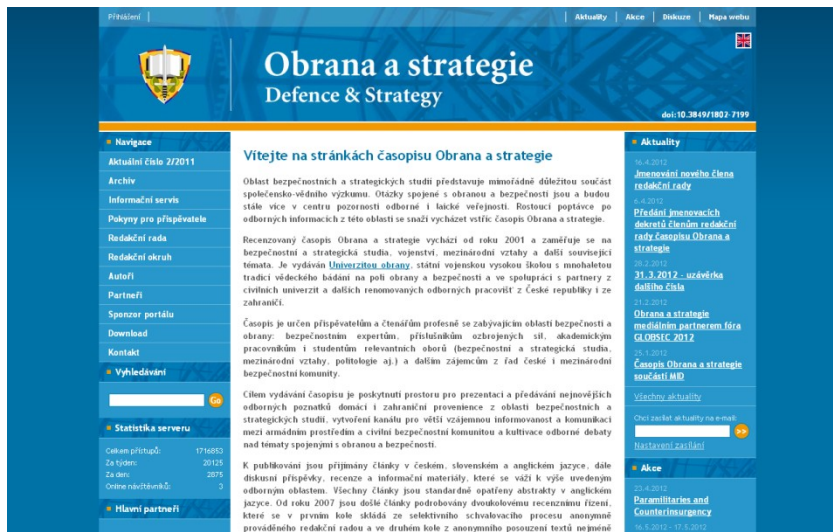 Přihlášení
Aktuality
Akce
Diskuze
Mapa webu
Obrana a strategie
Defence & Strategy
doi:10.3849/1802-7199
Navigace
Aktuální číslo 2/2011
Archív
Informační servis
Pokyny pro přispěvatele
Redakční rada
Redakční okruh
Autoři
Partneři
Sponzor portálu
Download
Kontakt
Vyhledávání
Go
Statistika serveru
Celkem přístupů: 1716853
Za týden: 20125
Za den: 2875
Online návštěvníků: 3
Hlavní partneři
Vítejte na stránkách časopisu Obrana a strategie
Oblast bezpečnostních a strategických studií představuje mimořádně důležitou součást
společensko-vědního výzkumu. Otázky spojené s obranou a bezpečností jsou a budou
stále více v centru pozornosti odborné i laické veřejnosti. Rostoucí poptávce po
odborných informacích z této oblasti se snaží vycházet vstříc časopis Obrana a strategie.
Recenzovaný časopis Obrana a strategie vychází od roku 2001 a zaměřuje se na
bezpečnostní a strategická studia, vojenství, mezinárodní vztahy a další související
témata. Je vydáván Univerzitou obrany, státní vojenskou vysokou školou s mnohaletou
tradicí vědeckého bádání na poli obrany a bezpečnosti a ve spolupráci s partnery z
civilních univerzit a dalších renomovaných odborných pracovišť z České republiky i ze
zahraničí.
Časopis je určen přispěvatelům a čtenářům profesně se zabývajícím oblastí bezpečnosti a
obrany: bezpečnostním expertům, příslušníkům ozbrojených sil, akademickým
pracovníkům i studentům relevantních oborů (bezpečnostní a strategická studia,
mezinárodní vztahy, politologie aj.) a dalším zájemcům z řad české i mezinárodní
bezpečnostní komunity.
Cílem vydávání časopisu je poskytnutí prostoru pro prezentaci a předávání nejnovějších
odborných poznatků domácí i zahraniční provenience z oblasti bezpečnostních a
strategických studií, vytvoření kanálu pro větší vzájemnou informovanost a komunikaci
mezi armádním prostředím a civilní bezpečnostní komunitou a kultivace odborné debaty
nad tématy spojenými s obranou a bezpečností.
K publikování jsou přijímány články v českém, slovenském a anglickém jazyce, dále
diskusní příspěvky, recenze a informační materiály, které se váží k výše uvedeným
odborným oblastem. Všechny články jsou standardně opatřeny abstrakty v anglickém
jazyce. Od roku 2007 jsou došlé články podrobovány dvoukolovému recenznímu řízení,
které se v prvním kole skládá ze selektivního schvalovacího procesu anonymně
prováděného redakční radou a ve druhém kole z anonymního posouzení textů nejméně
Aktuality
16.4.2012
Jmenování nového člena
redakční rady
6.4.2012
Předání jmenovacích
dekretů členům redakční
rady časopisu Obrana a
strategie
28.2.2012
31.3.2012 - uzávěrka
dalšího čísla
21.2.2012
Obrana a strategie
mediálním partnerem fóra
GLOBSEC 2012
25.1.2012
Časopis Obrana a strategie
součástí MID
Všechny aktuality
Chci zasílat aktuality na e-mail:
>>
Nastavení zasílání
Akce
23.4.2012
Paramilitaries and
Counterinsurgency
16.5.2012 - 17.5.2012